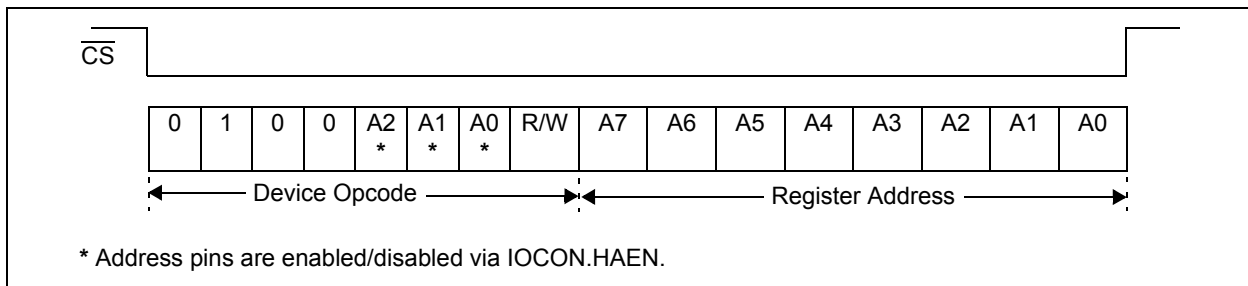 CS
0 1 0 0 A2 A1 A0 R/W A7 A6 A5 A4 A3 A2 A1 A0
* * *
Device Opcode Register Address
* Address pins are enabled/disabled via IOCON.HAEN.